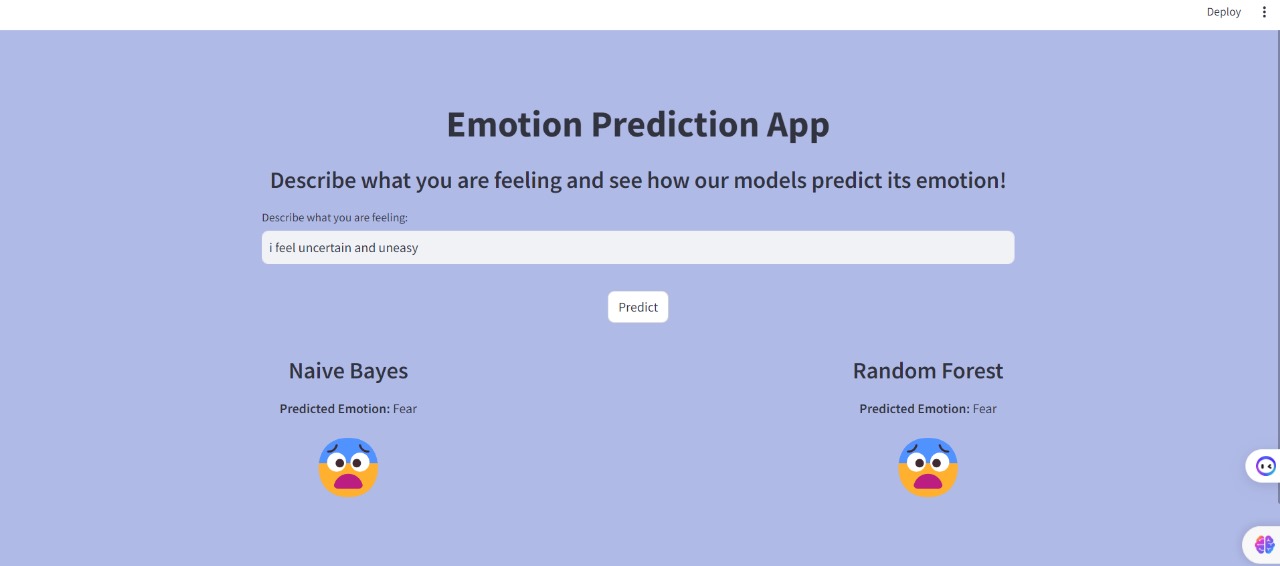 Deploy
Emotion Prediction App
Describe what you are feeling and see how our models predict its emotion!
Describe what you are feeling:
i feel uncertain and uneasy
Predict
Naive Bayes
Predicted Emotion: Fear
Random Forest
Predicted Emotion: Fear